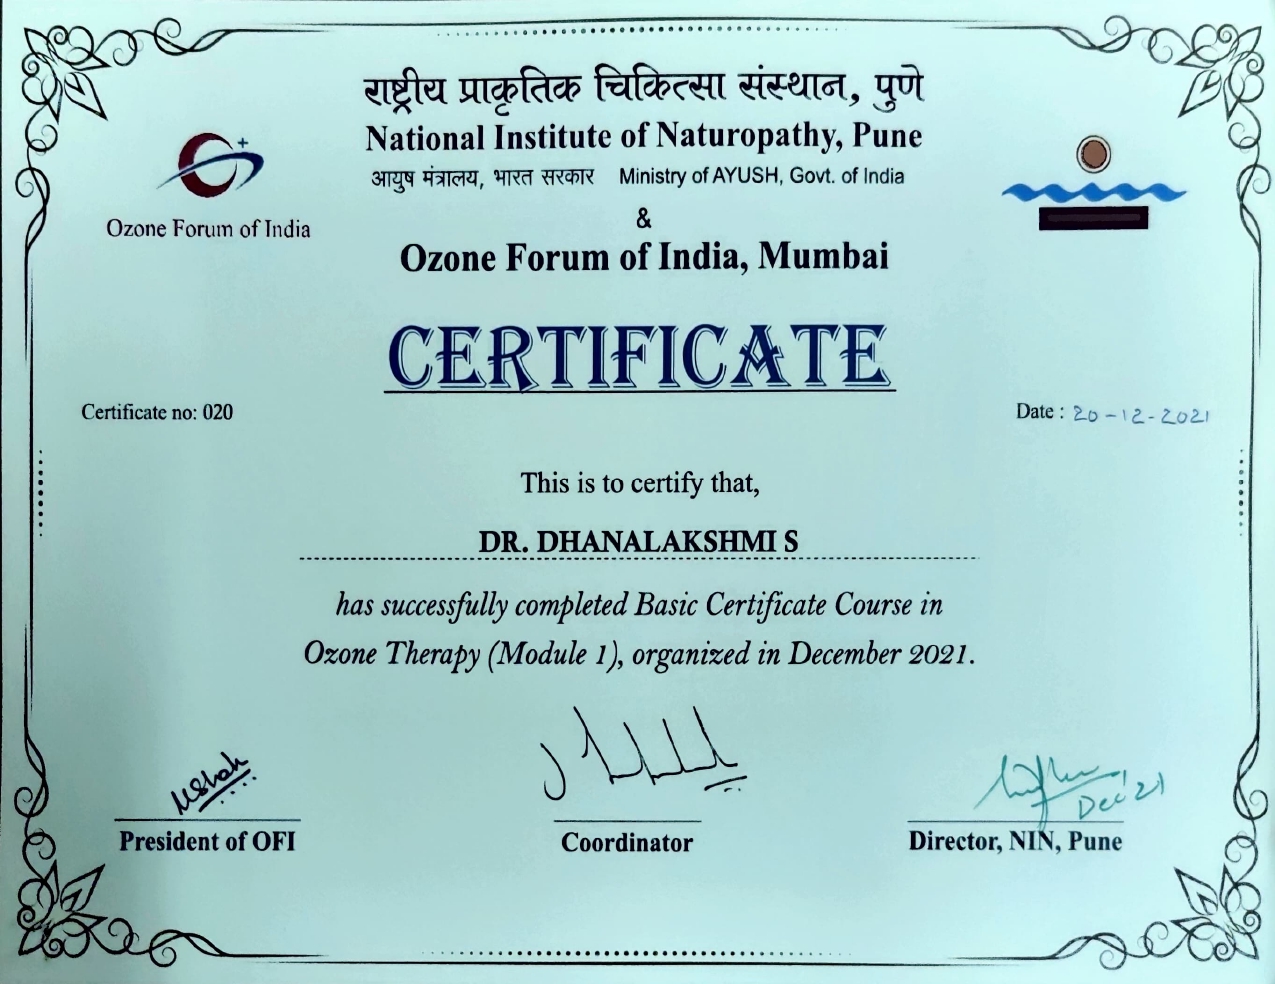 राष्ट्रीय प्राकृतिक चिकित्सा संस्थान, पुणे
National Institute of Naturopathy, Pune
आयुष मंत्रालय, भारत सरकार Ministry of AYUSH, Govt. of India
&
Ozone Forum of India
Ozone Forum of India, Mumbai
CERTIFICATE
Certificate no: 020
Date : 20-12-2021
This is to certify that,
DR. DHANALAKSHMI S
has successfully completed Basic Certificate Course in
Ozone Therapy (Module 1), organized in December 2021.
Dec'21
President of OFI
Coordinator
Director, NIN, Pune